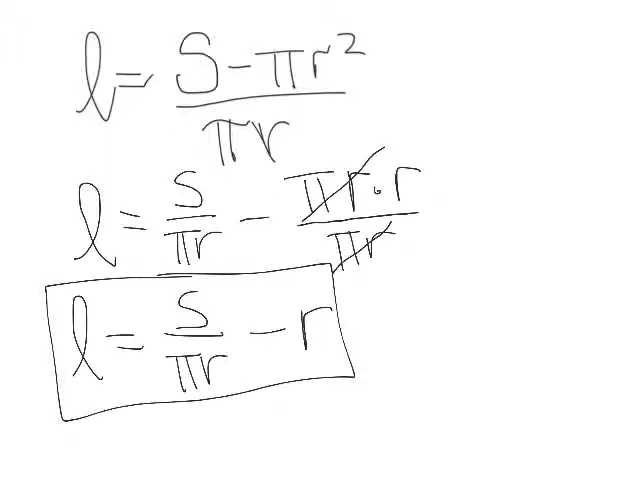 l = (S - πr²)/(πr)
l = S/(πr) - (πr · r)/(πr)
l = S/(πr) - r